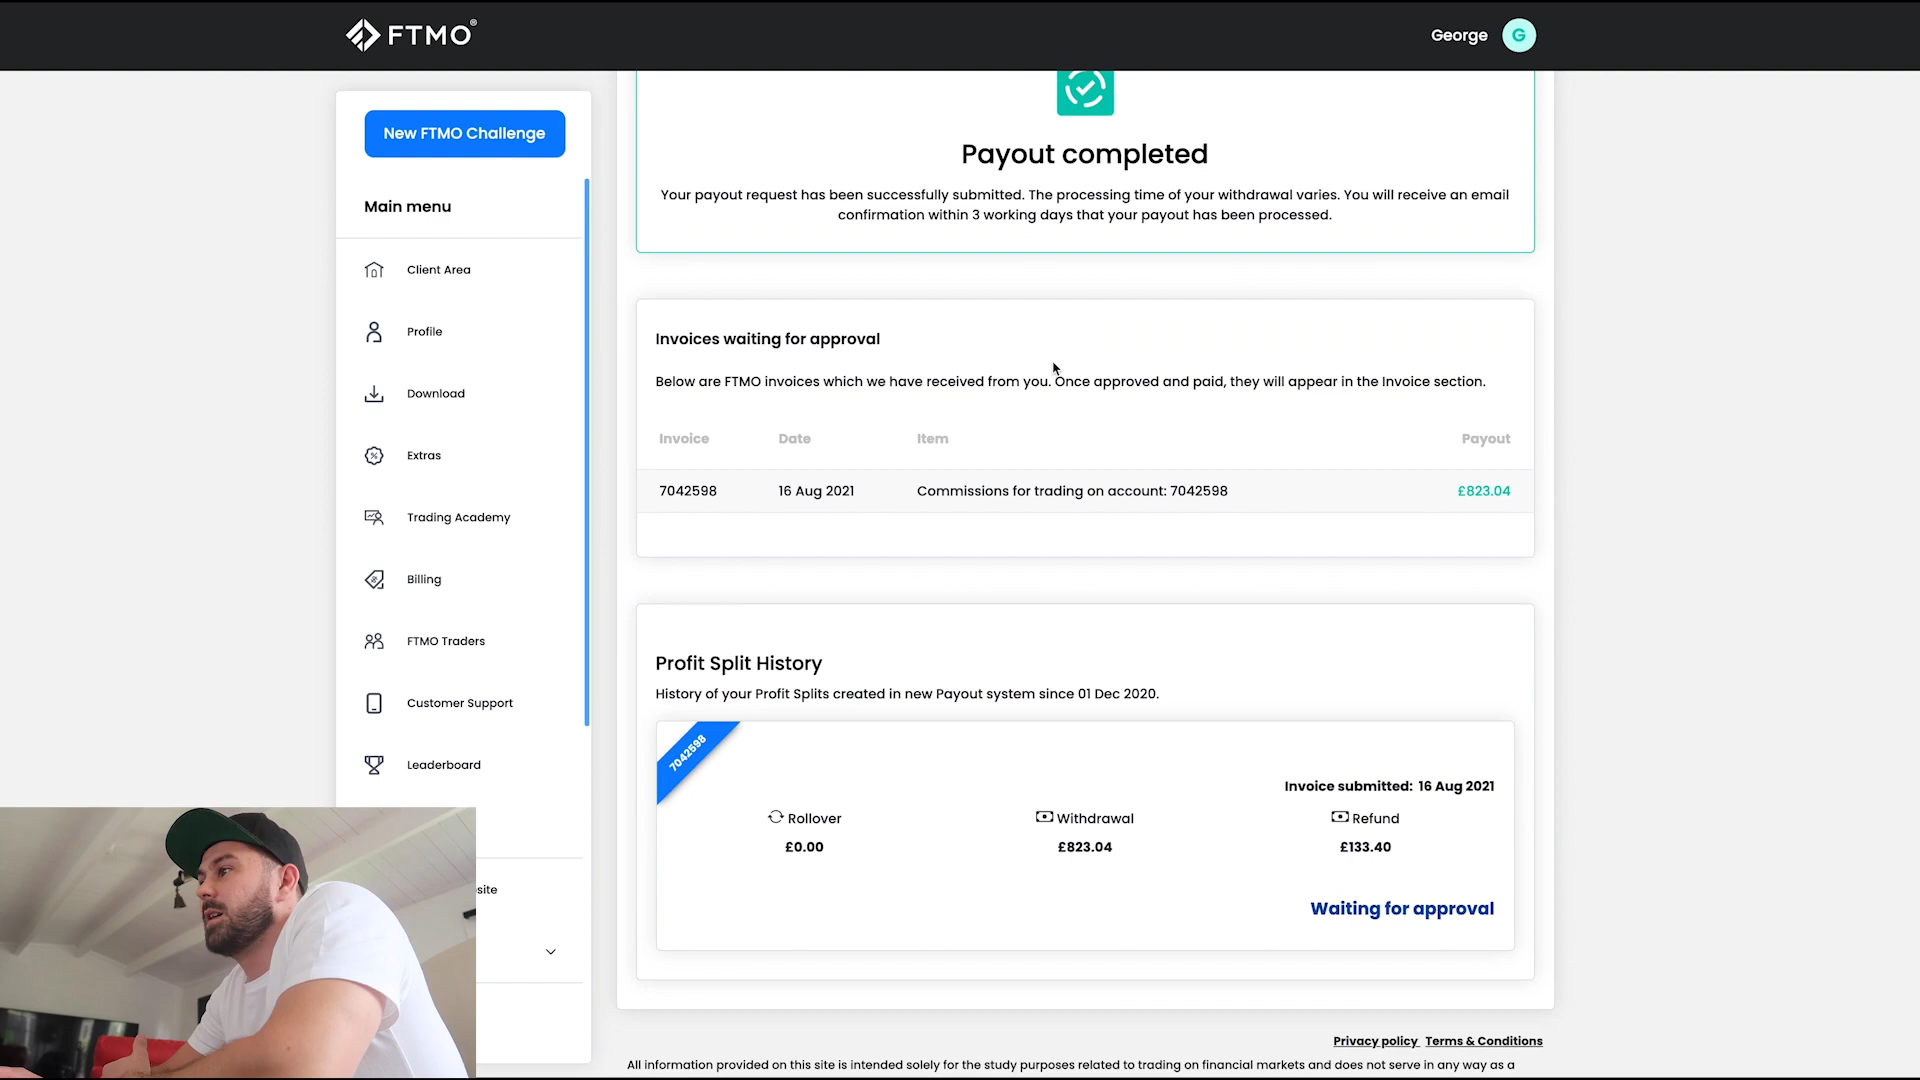 FTMO®
George
G
New FTMO Challenge
Main menu
Client Area
Profile
Download
Extras
Trading Academy
Billing
FTMO Traders
Customer Support
Leaderboard
site
Payout completed
Your payout request has been successfully submitted. The processing time of your withdrawal varies. You will receive an email
confirmation within 3 working days that your payout has been processed.
Invoices waiting for approval
Below are FTMO invoices which we have received from you. Once approved and paid, they will appear in the Invoice section.
Invoice Date Item Payout
7042598 16 Aug 2021 Commissions for trading on account: 7042598 £823.04
Profit Split History
History of your Profit Splits created in new Payout system since 01 Dec 2020.
7042598
Invoice submitted: 16 Aug 2021
Rollover Withdrawal Refund
£0.00 £823.04 £133.40
Waiting for approval
Privacy policy Terms & Conditions
All information provided on this site is intended solely for the study purposes related to trading on financial markets and does not serve in any way as a